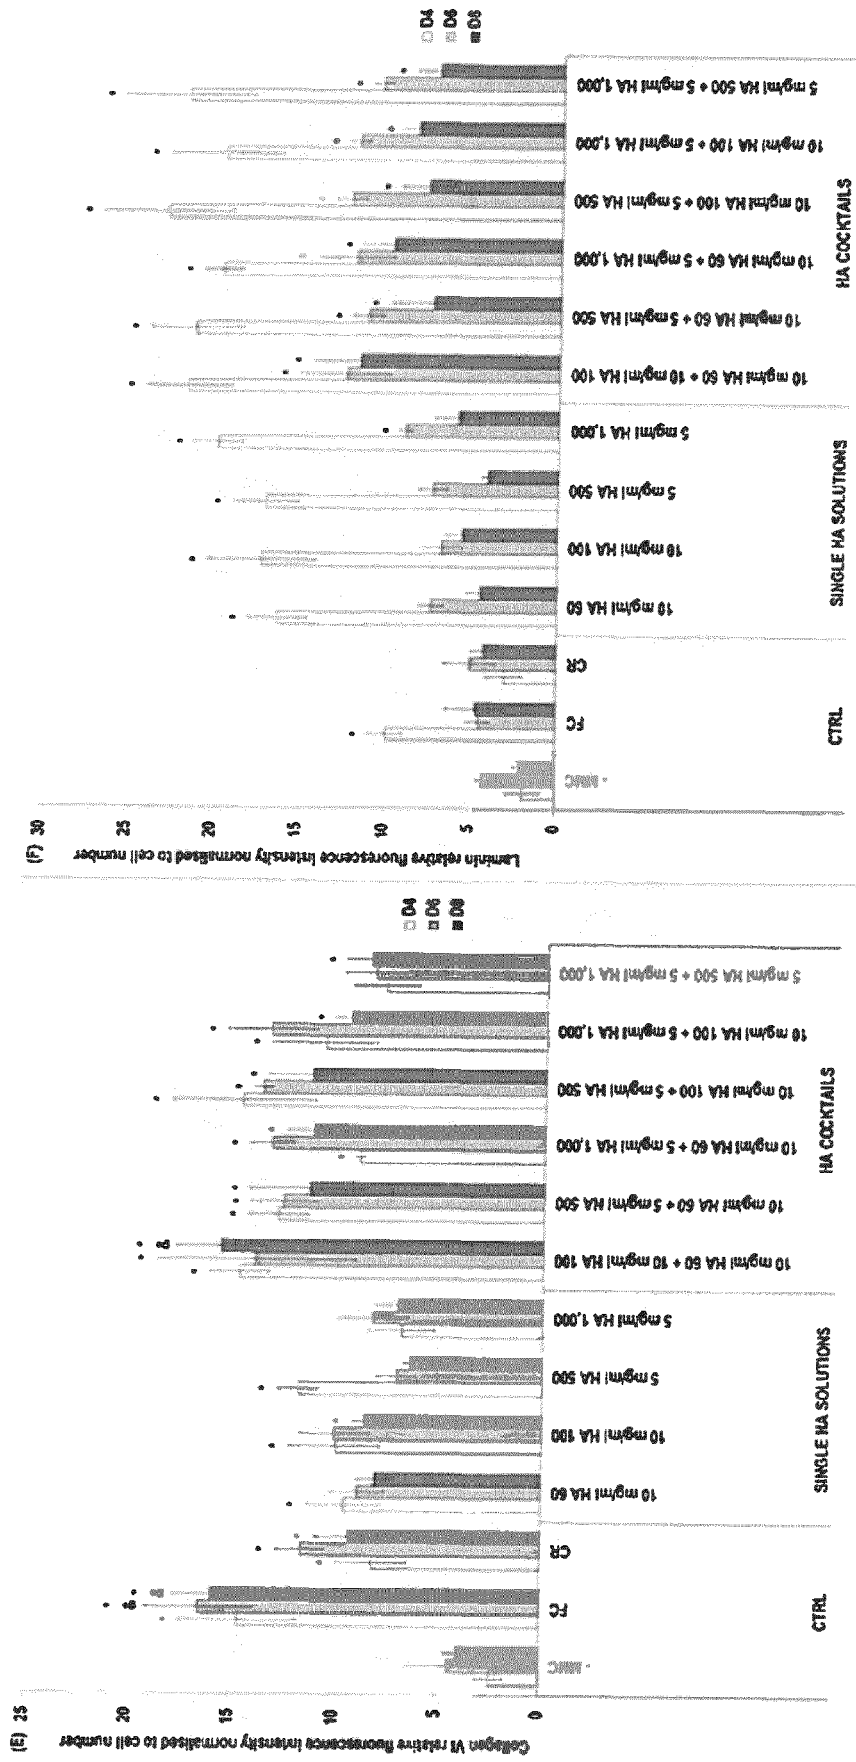 (E) 25
20
15
10
5
0
Collagen VI relative fluorescence intensity normalised to cell number
- MMC
FC
CR
10 mg/ml HA 60
10 mg/ml HA 100
5 mg/ml HA 500
5 mg/ml HA 1,000
10 mg/ml HA 60 + 10 mg/ml HA 100
10 mg/ml HA 60 + 5 mg/ml HA 500
10 mg/ml HA 60 + 5 mg/ml HA 1,000
10 mg/ml HA 100 + 5 mg/ml HA 500
10 mg/ml HA 100 + 5 mg/ml HA 1,000
5 mg/ml HA 500 + 5 mg/ml HA 1,000
CTRL
SINGLE HA SOLUTIONS
HA COCKTAILS
D4
D6
D8
(F) 30
25
20
15
10
5
0
Laminin relative fluorescence intensity normalised to cell number
- MMC
FC
CR
10 mg/ml HA 60
10 mg/ml HA 100
5 mg/ml HA 500
5 mg/ml HA 1,000
10 mg/ml HA 60 + 10 mg/ml HA 100
10 mg/ml HA 60 + 5 mg/ml HA 500
10 mg/ml HA 60 + 5 mg/ml HA 1,000
10 mg/ml HA 100 + 5 mg/ml HA 500
10 mg/ml HA 100 + 5 mg/ml HA 1,000
5 mg/ml HA 500 + 5 mg/ml HA 1,000
CTRL
SINGLE HA SOLUTIONS
HA COCKTAILS
D4
D6
D8